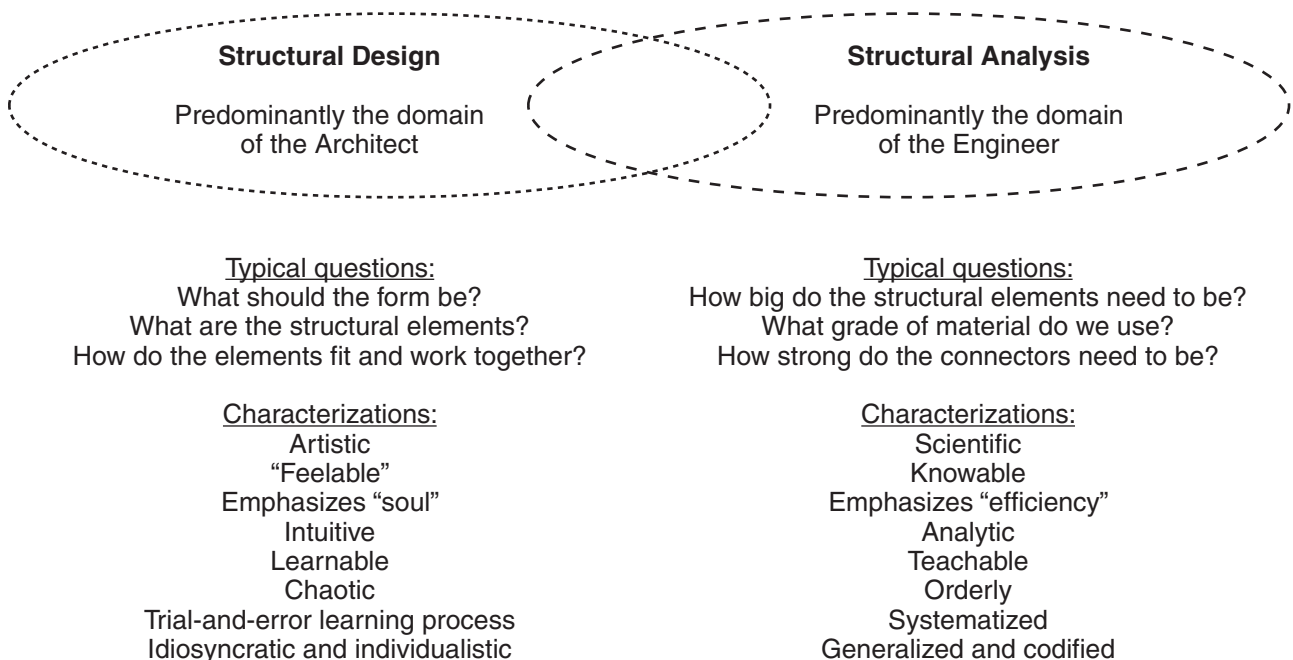 Structural Design
Predominantly the domain
of the Architect
Structural Analysis
Predominantly the domain
of the Engineer
Typical questions:
What should the form be?
What are the structural elements?
How do the elements fit and work together?
Characterizations:
Artistic
“Feelable”
Emphasizes “soul”
Intuitive
Learnable
Chaotic
Trial-and-error learning process
Idiosyncratic and individualistic
Typical questions:
How big do the structural elements need to be?
What grade of material do we use?
How strong do the connectors need to be?
Characterizations:
Scientific
Knowable
Emphasizes “efficiency”
Analytic
Teachable
Orderly
Systematized
Generalized and codified